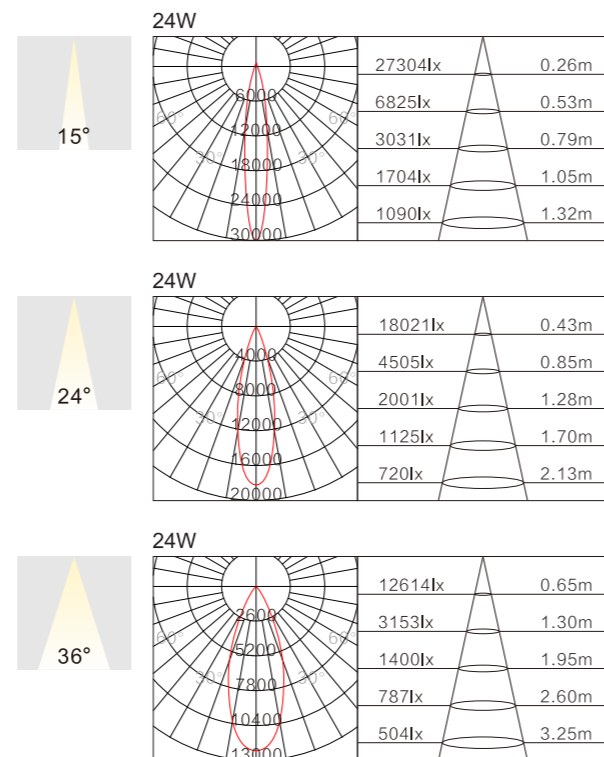 24W
15°
6000
12000
18000
24000
30000
60° 60°
30° 30°
27304lx 0.26m
6825lx 0.53m
3031lx 0.79m
1704lx 1.05m
1090lx 1.32m
24W
24°
4000
8000
12000
16000
20000
60° 60°
30° 30°
18021lx 0.43m
4505lx 0.85m
2001lx 1.28m
1125lx 1.70m
720lx 2.13m
24W
36°
2600
5200
7800
10400
13000
60° 60°
30° 30°
12614lx 0.65m
3153lx 1.30m
1400lx 1.95m
787lx 2.60m
504lx 3.25m